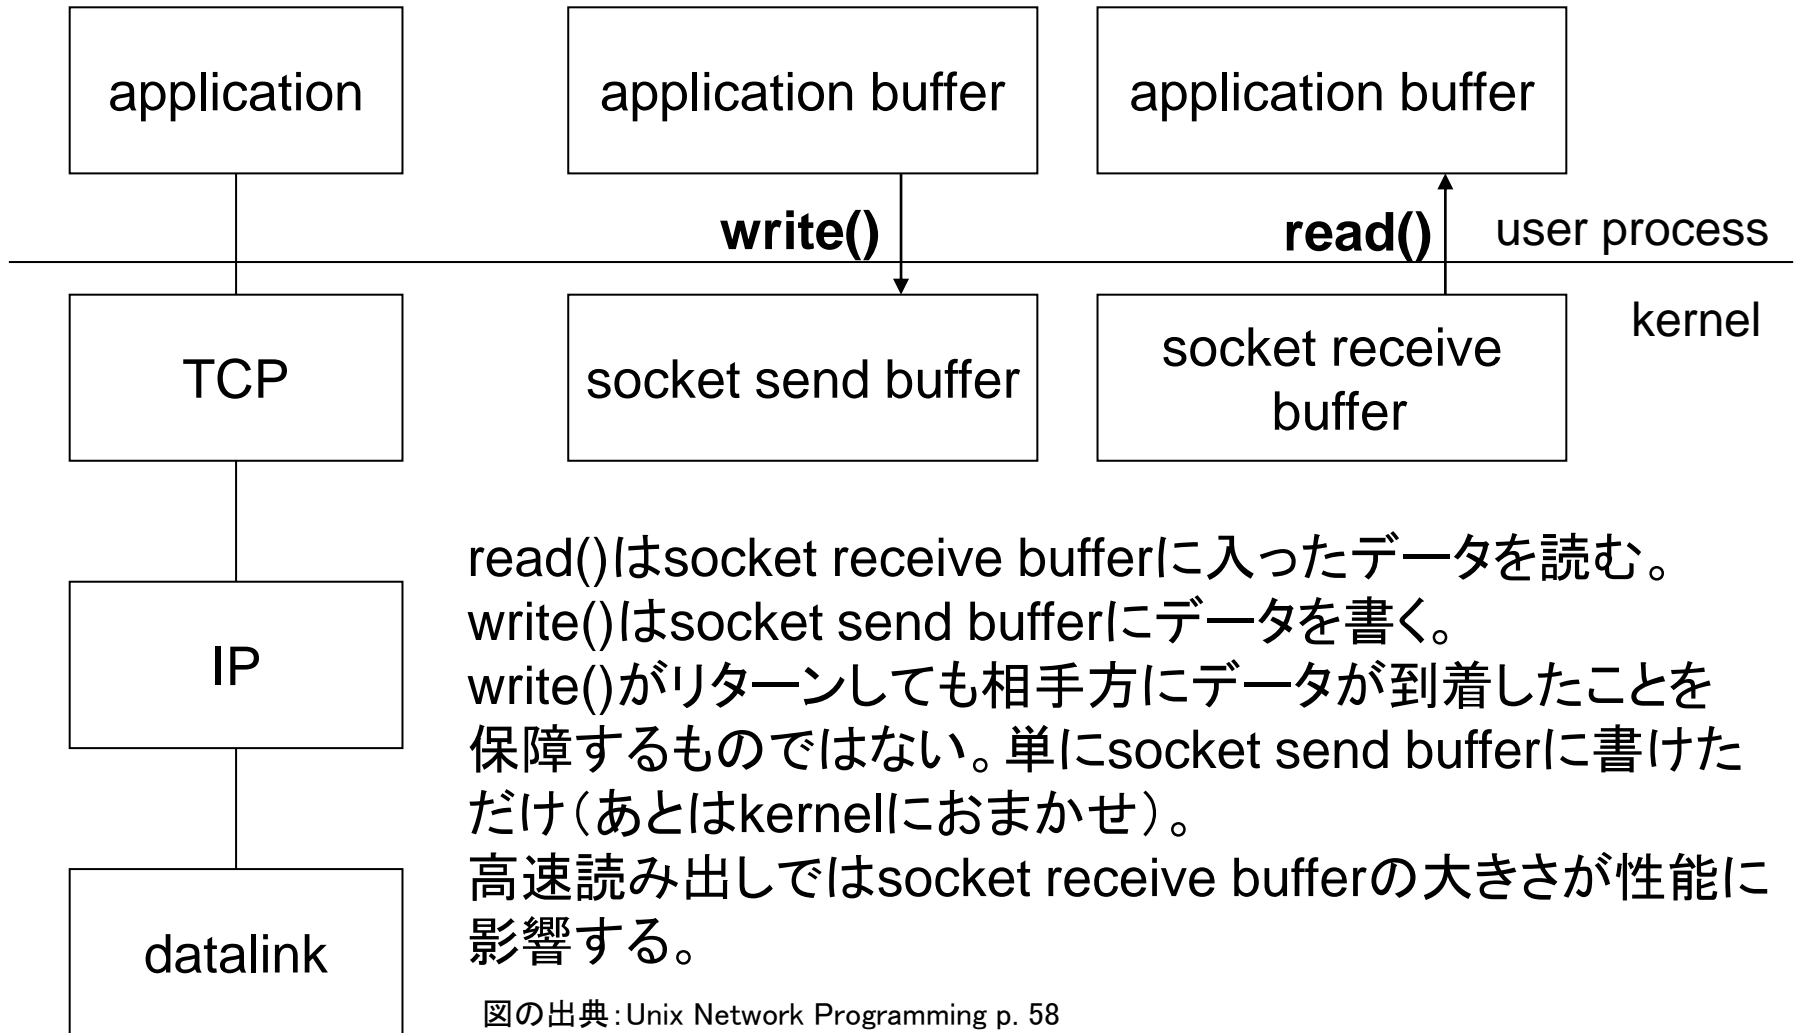 application
application buffer
application buffer
write()
read()
user process
kernel
TCP
socket send buffer
socket receive
buffer
IP
datalink
read()はsocket receive bufferに入ったデータを読む。
write()はsocket send bufferにデータを書く。
write()がリターンしても相手方にデータが到着したことを
保障するものではない。単にsocket send bufferに書けた
だけ(あとはkernelにおまかせ)。
高速読み出しではsocket receive bufferの大きさが性能に
影響する。
図の出典:Unix Network Programming p. 58